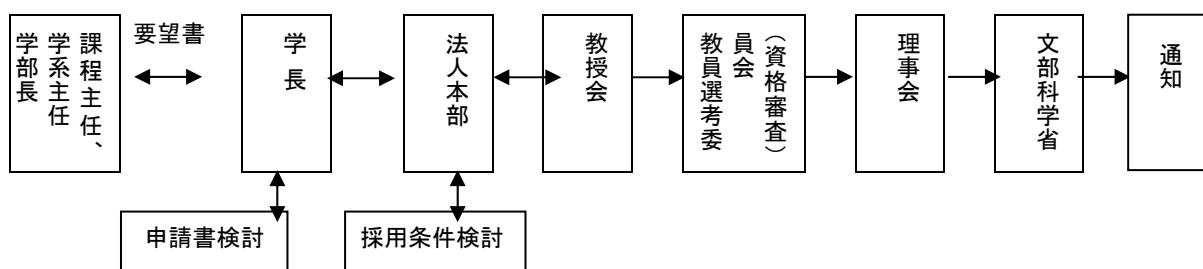 課程主任、
学系主任
学部長
要望書
学長
法人本部
教授会
教員選考委
員会
（資格審査）
理事会
文部科学省
通知
申請書検討
採用条件検討